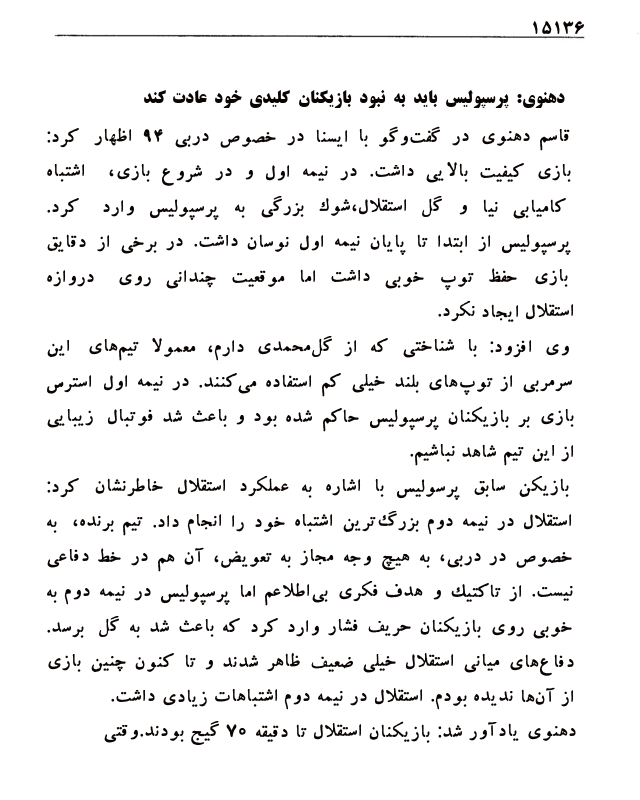 ۱۵۱۳۶
دهنوی: پرسپولیس باید به نبود بازیکنان کلیدی خود عادت کند
قاسم دهنوی در گفت‌وگو با ایسنا در خصوص دربی ۹۴ اظهار کرد:
بازی کیفیت بالایی داشت. در نیمه اول و در شروع بازی، اشتباه
کامیابی نیا و گل استقلال،شوك بزرگی به پرسپولیس وارد کرد.
پرسپولیس از ابتدا تا پایان نیمه اول نوسان داشت. در برخی از دقایق
بازی حفظ توپ خوبی داشت اما موقعیت چندانی روی دروازه
استقلال ایجاد نکرد.
وی افزود: با شناختی که از گل‌محمدی دارم، معمولا تیم‌های این
سرمربی از توپ‌های بلند خیلی کم استفاده می‌کنند. در نیمه اول استرس
بازی بر بازیکنان پرسپولیس حاکم شده بود و باعث شد فوتبال زیبایی
از این تیم شاهد نباشیم.
بازیکن سابق پرسولیس با اشاره به عملکرد استقلال خاطرنشان کرد:
استقلال در نیمه دوم بزرگ‌ترین اشتباه خود را انجام داد. تیم برنده، به
خصوص در دربی، به هیچ وجه مجاز به تعویض، آن هم در خط دفاعی
نیست. از تاکتیك و هدف فکری بی‌اطلاعم اما پرسپولیس در نیمه دوم به
خوبی روی بازیکنان حریف فشار وارد کرد که باعث شد به گل برسد.
دفاع‌های میانی استقلال خیلی ضعیف ظاهر شدند و تا کنون چنین بازی
از آن‌ها ندیده بودم. استقلال در نیمه دوم اشتباهات زیادی داشت.
دهنوی یادآور شد: بازیکنان استقلال تا دقیقه ۷۰ گیج بودند.وقتی